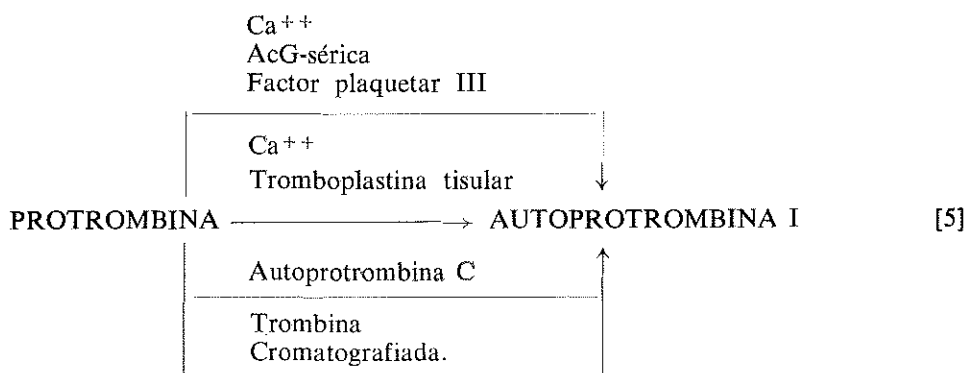 Ca++
AcG-sérica
Factor plaquetar III
Ca++
Tromboplastina tisular
PROTROMBINA AUTOPROTROMBINA I [5]
Autoprotrombina C
Trombina
Cromatografiada.